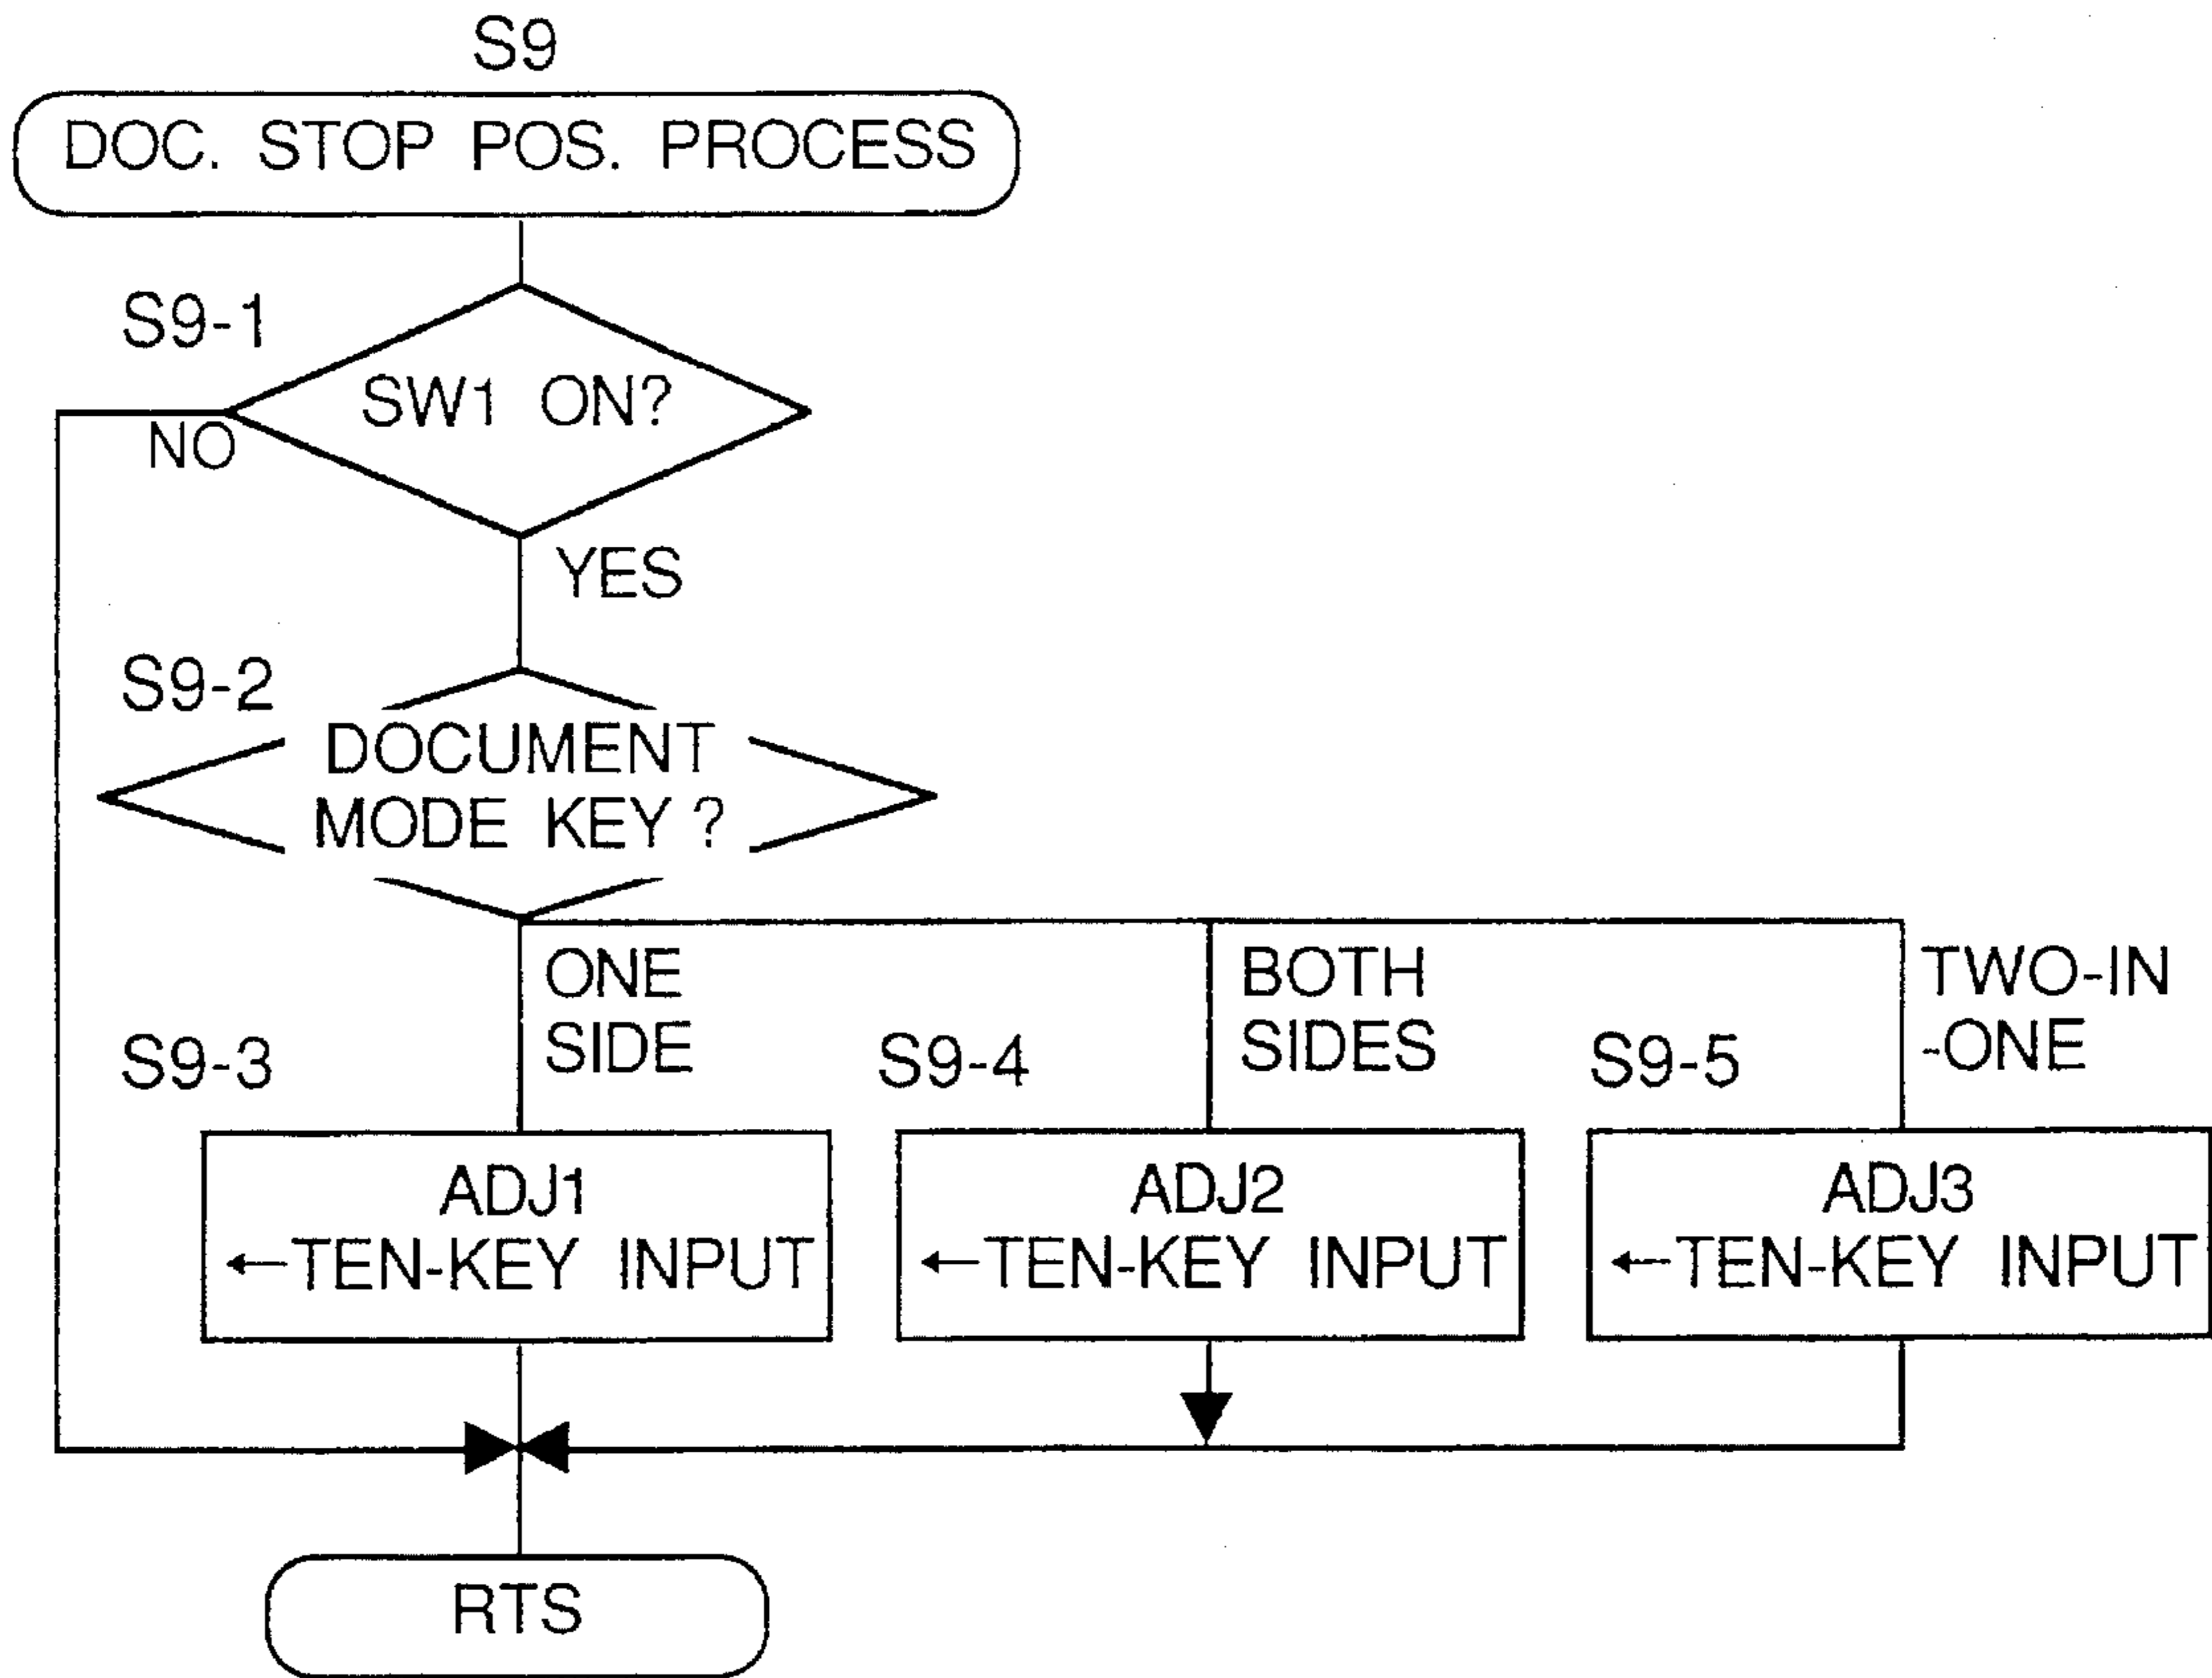 S9
DOC. STOP POS. PROCESS
S9-1
SW1 ON?
NO
YES
S9-2
DOCUMENT
MODE KEY ?
ONE
SIDE
BOTH
SIDES
TWO-IN
-ONE
S9-3
S9-4
S9-5
ADJ1
←TEN-KEY INPUT
ADJ2
←TEN-KEY INPUT
ADJ3
←TEN-KEY INPUT
RTS